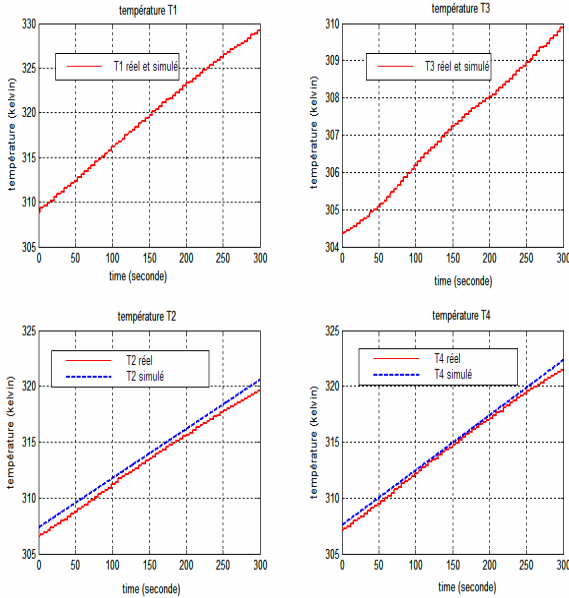 température T1
330
325
320
315
310
305
0 50 100 150 200 250 300
température (kelvin)
time (seconde)
T1 réel et simulé
température T3
310
309
308
307
306
305
304
0 50 100 150 200 250 300
température (kelvin)
time (seconde)
T3 réel et simulé
température T2
325
320
315
310
305
0 50 100 150 200 250 300
température (kelvin)
time (seconde)
T2 réel
T2 simulé
température T4
325
320
315
310
305
0 50 100 150 200 250 300
température (kelvin)
time (seconde)
T4 réel
T4 simulé